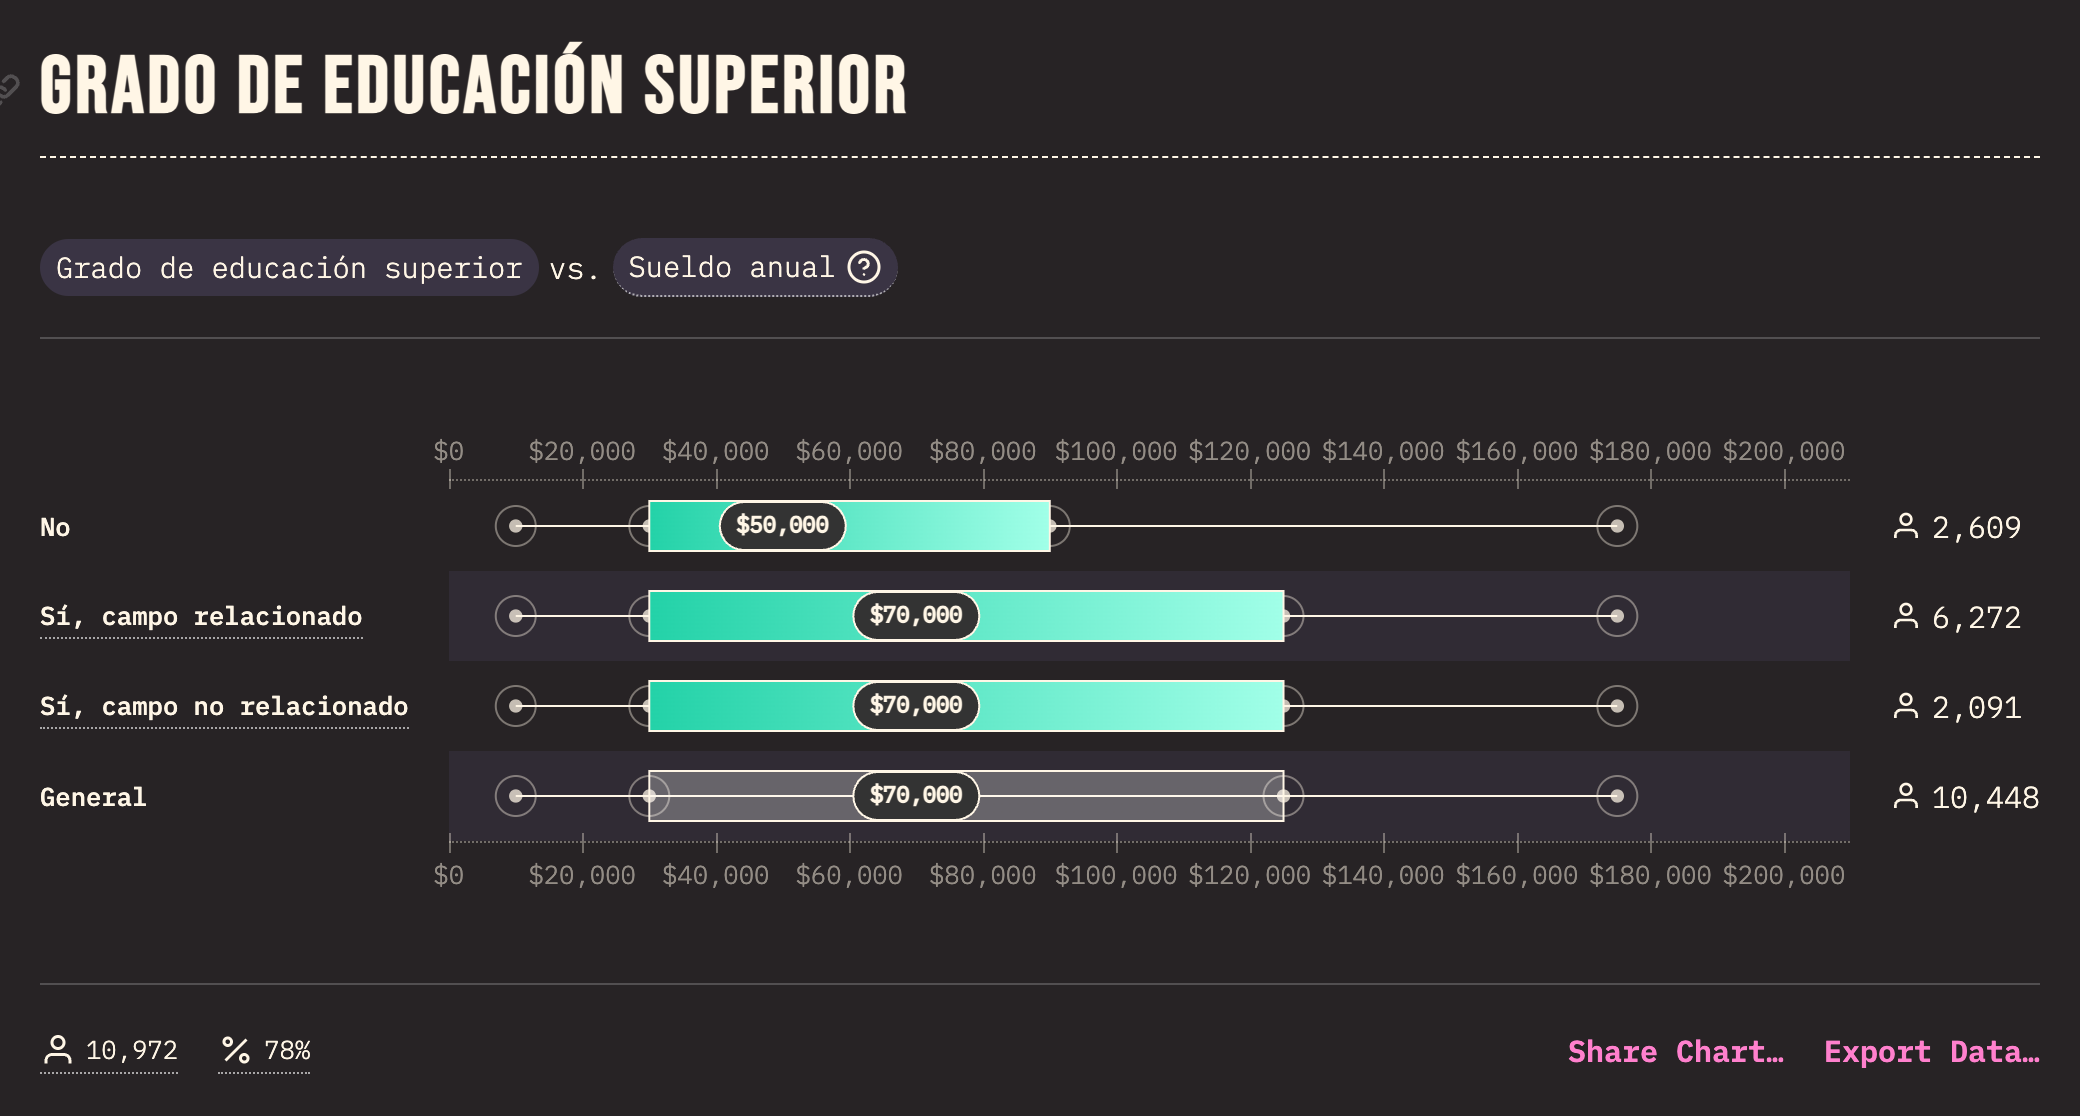 GRADO DE EDUCACIÓN SUPERIOR
Grado de educación superior vs. Sueldo anual ?
$0 $20,000 $40,000 $60,000 $80,000 $100,000 $120,000 $140,000 $160,000 $180,000 $200,000
No $50,000 2,609
Sí, campo relacionado $70,000 6,272
Sí, campo no relacionado $70,000 2,091
General $70,000 10,448
$0 $20,000 $40,000 $60,000 $80,000 $100,000 $120,000 $140,000 $160,000 $180,000 $200,000
10,972 % 78% Share Chart… Export Data…